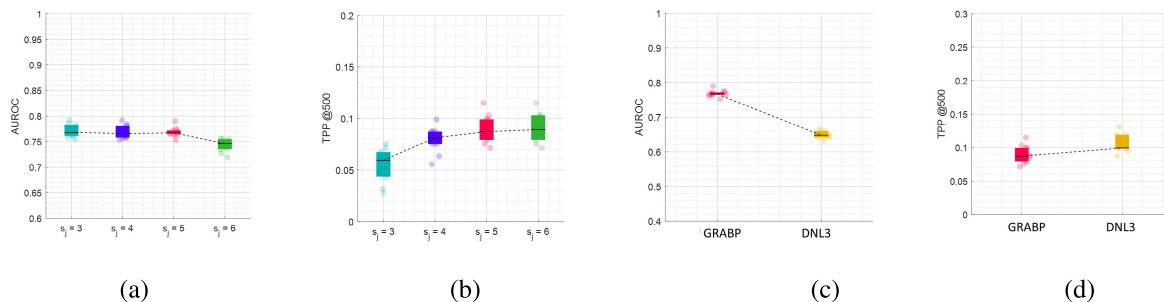 AUROC
1
0.95
0.9
0.85
0.8
0.75
0.7
0.65
0.6
s_j = 3 s_j = 4 s_j = 5 s_j = 6
(a)
TPP @500
0.2
0.15
0.1
0.05
0
s_j = 3 s_j = 4 s_j = 5 s_j = 6
(b)
AUROC
1
0.9
0.8
0.7
0.6
0.5
0.4
GRABP DNL3
(c)
TPP @500
0.3
0.25
0.2
0.15
0.1
0.05
0
GRABP DNL3
(d)